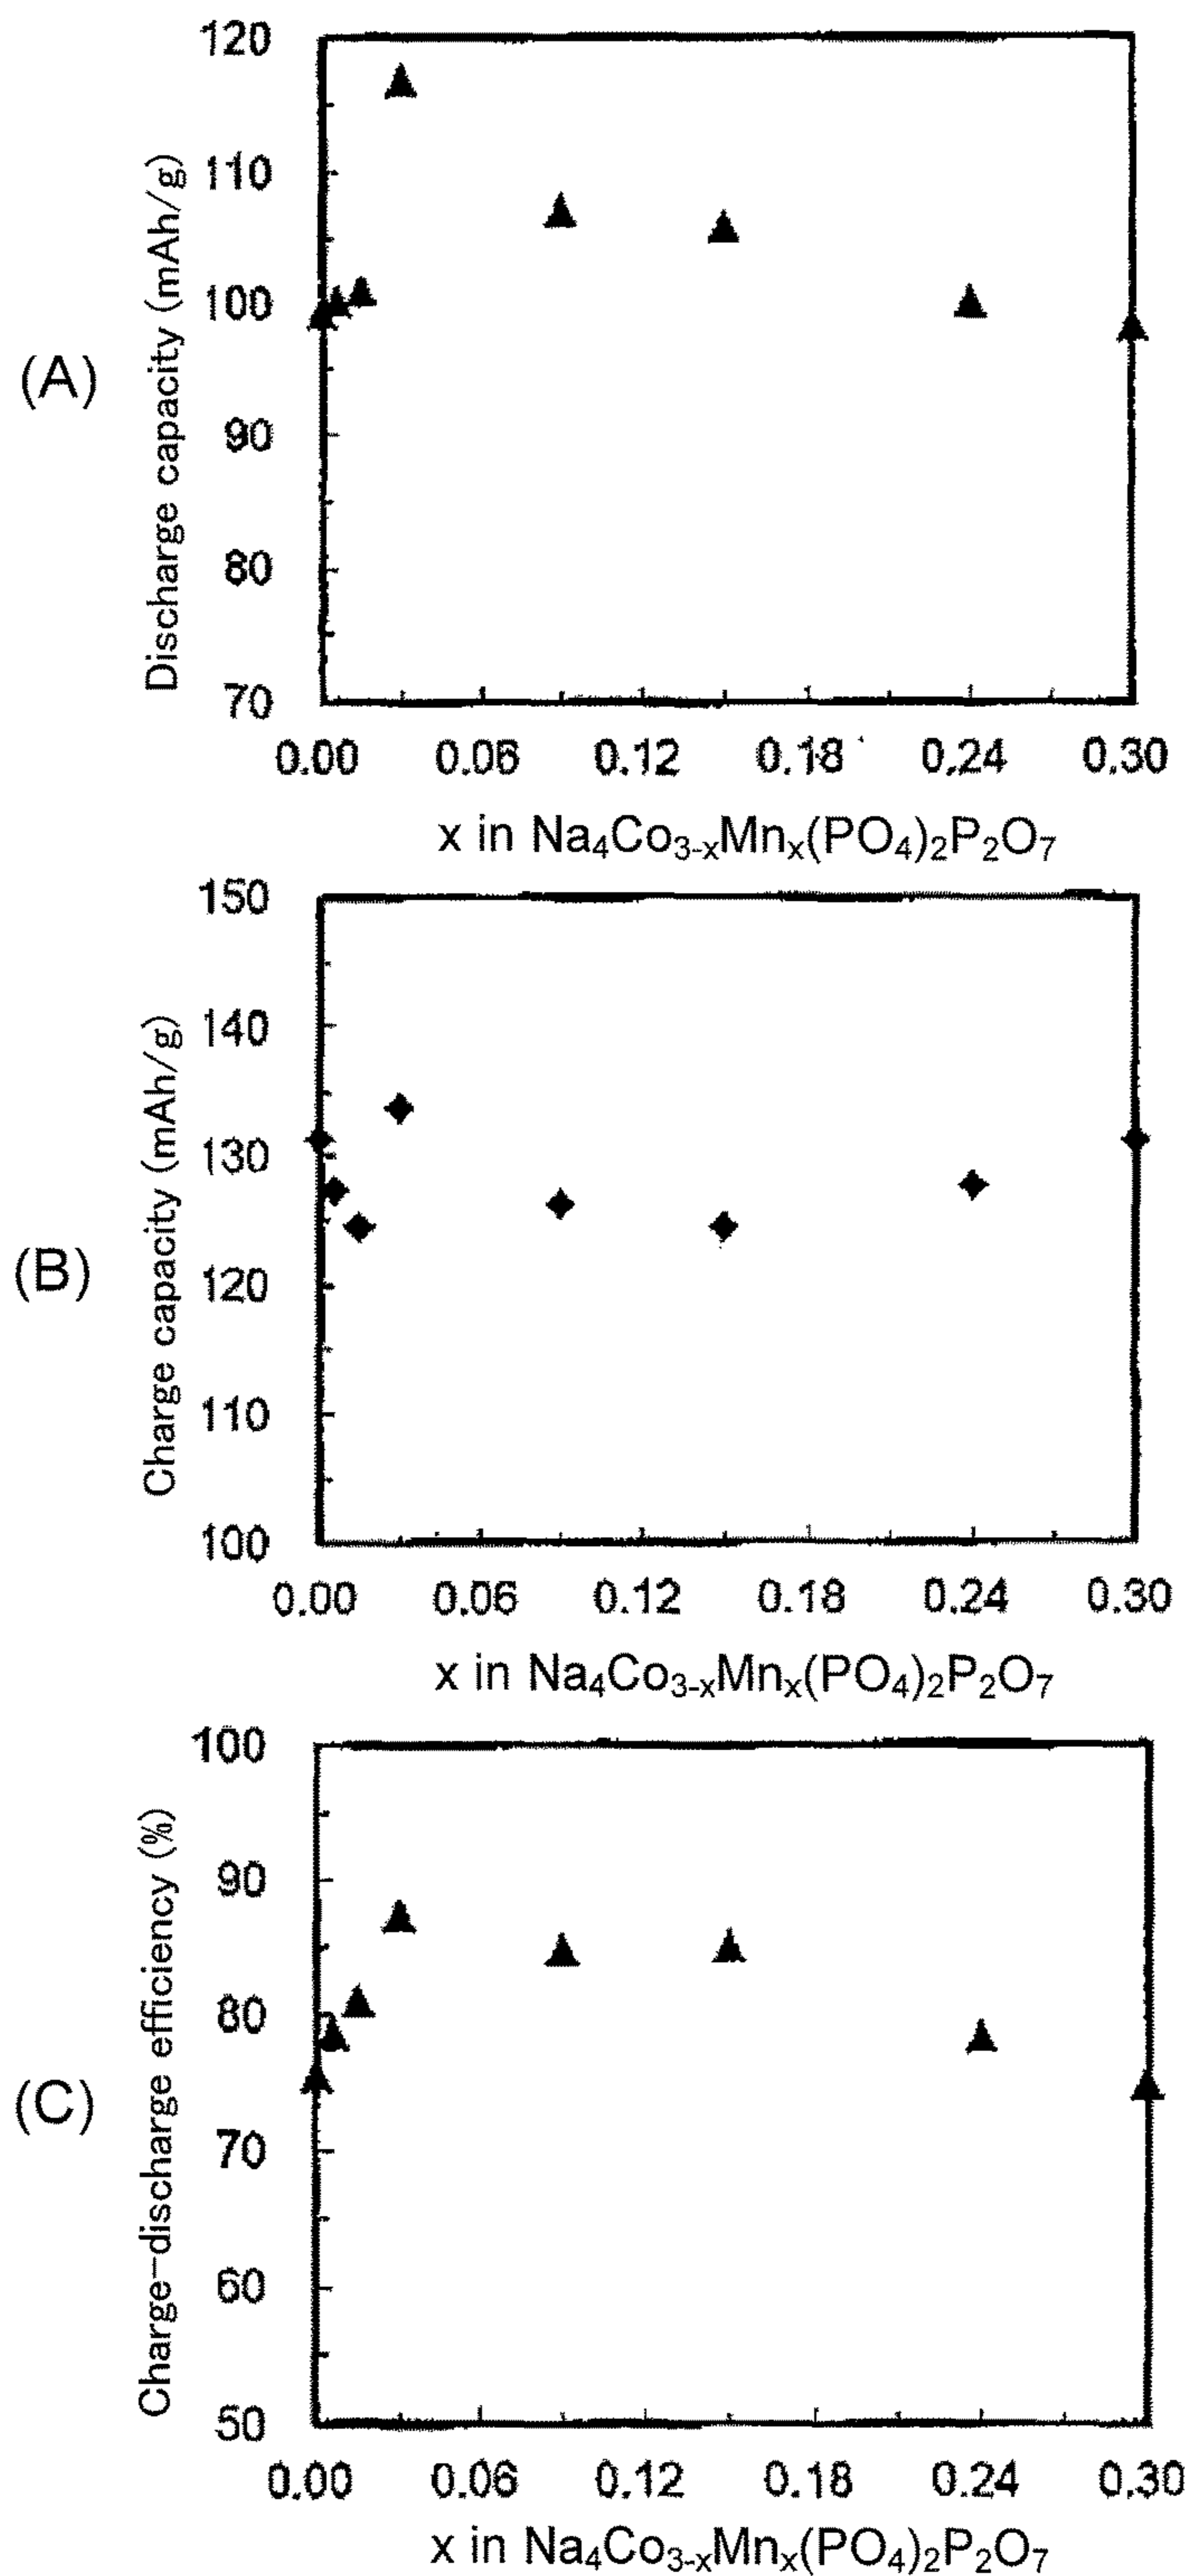 (A)
Discharge capacity (mAh/g)
120
110
100
90
80
70
0.00 0.06 0.12 0.18 0.24 0.30
x in Na₄Co₃₋ₓMnₓ(PO₄)₂P₂O₇
(B)
Charge capacity (mAh/g)
150
140
130
120
110
100
0.00 0.06 0.12 0.18 0.24 0.30
x in Na₄Co₃₋ₓMnₓ(PO₄)₂P₂O₇
(C)
Charge-discharge efficiency (%)
100
90
80
70
60
50
0.00 0.06 0.12 0.18 0.24 0.30
x in Na₄Co₃₋ₓMnₓ(PO₄)₂P₂O₇